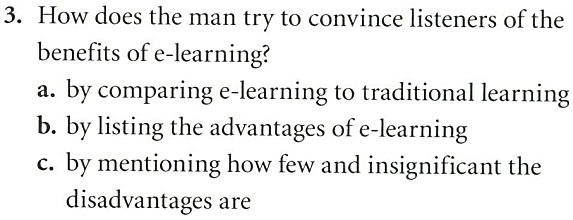 3. How does the man try to convince listeners of the
benefits of e-learning?
a. by comparing e-learning to traditional learning
b. by listing the advantages of e-learning
c. by mentioning how few and insignificant the
disadvantages are